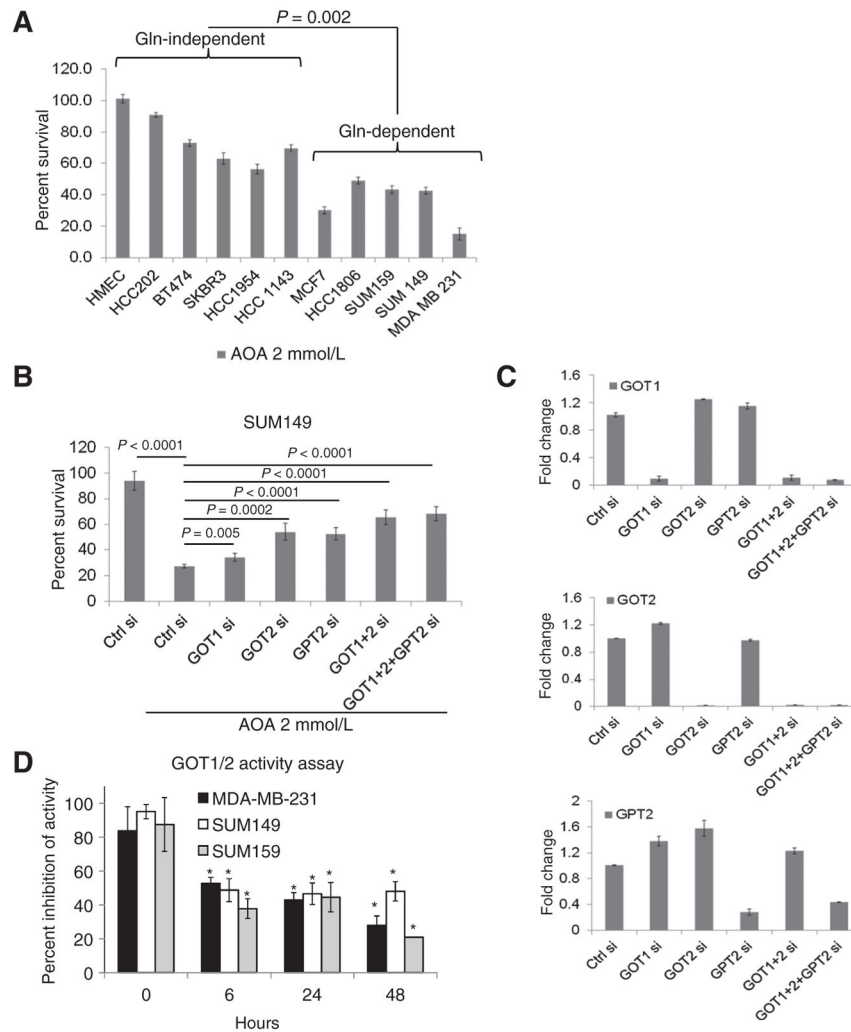 A
P = 0.002
Gln-independent
Gln-dependent
Percent survival
120.0
100.0
80.0
60.0
40.0
20.0
0.0
HMEC
HCC202
BT474
SKBR3
HCC1954
HCC 1143
MCF7
HCC1806
SUM159
SUM 149
MDA MB 231
AOA 2 mmol/L
B
SUM149
Percent survival
120
100
80
60
40
20
0
P < 0.0001
P < 0.0001
P < 0.0001
P < 0.0001
P = 0.0002
P = 0.005
Ctrl si
Ctrl si
GOT1 si
GOT2 si
GPT2 si
GOT1+2 si
GOT1+2+GPT2 si
AOA 2 mmol/L
C
GOT1
Fold change
1.6
1.2
0.8
0.4
0
Ctrl si
GOT1 si
GOT2 si
GPT2 si
GOT1+2 si
GOT1+2+GPT2 si
GOT2
Fold change
1.6
1.2
0.8
0.4
0
Ctrl si
GOT1 si
GOT2 si
GPT2 si
GOT1+2 si
GOT1+2+GPT2 si
GPT2
Fold change
2
1.6
1.2
0.8
0.4
0
Ctrl si
GOT1 si
GOT2 si
GPT2 si
GOT1+2 si
GOT1+2+GPT2 si
D
GOT1/2 activity assay
Percent inhibition of activity
100
80
60
40
20
0
MDA-MB-231
SUM149
SUM159
* * *
* * *
* * *
0 6 24 48
Hours